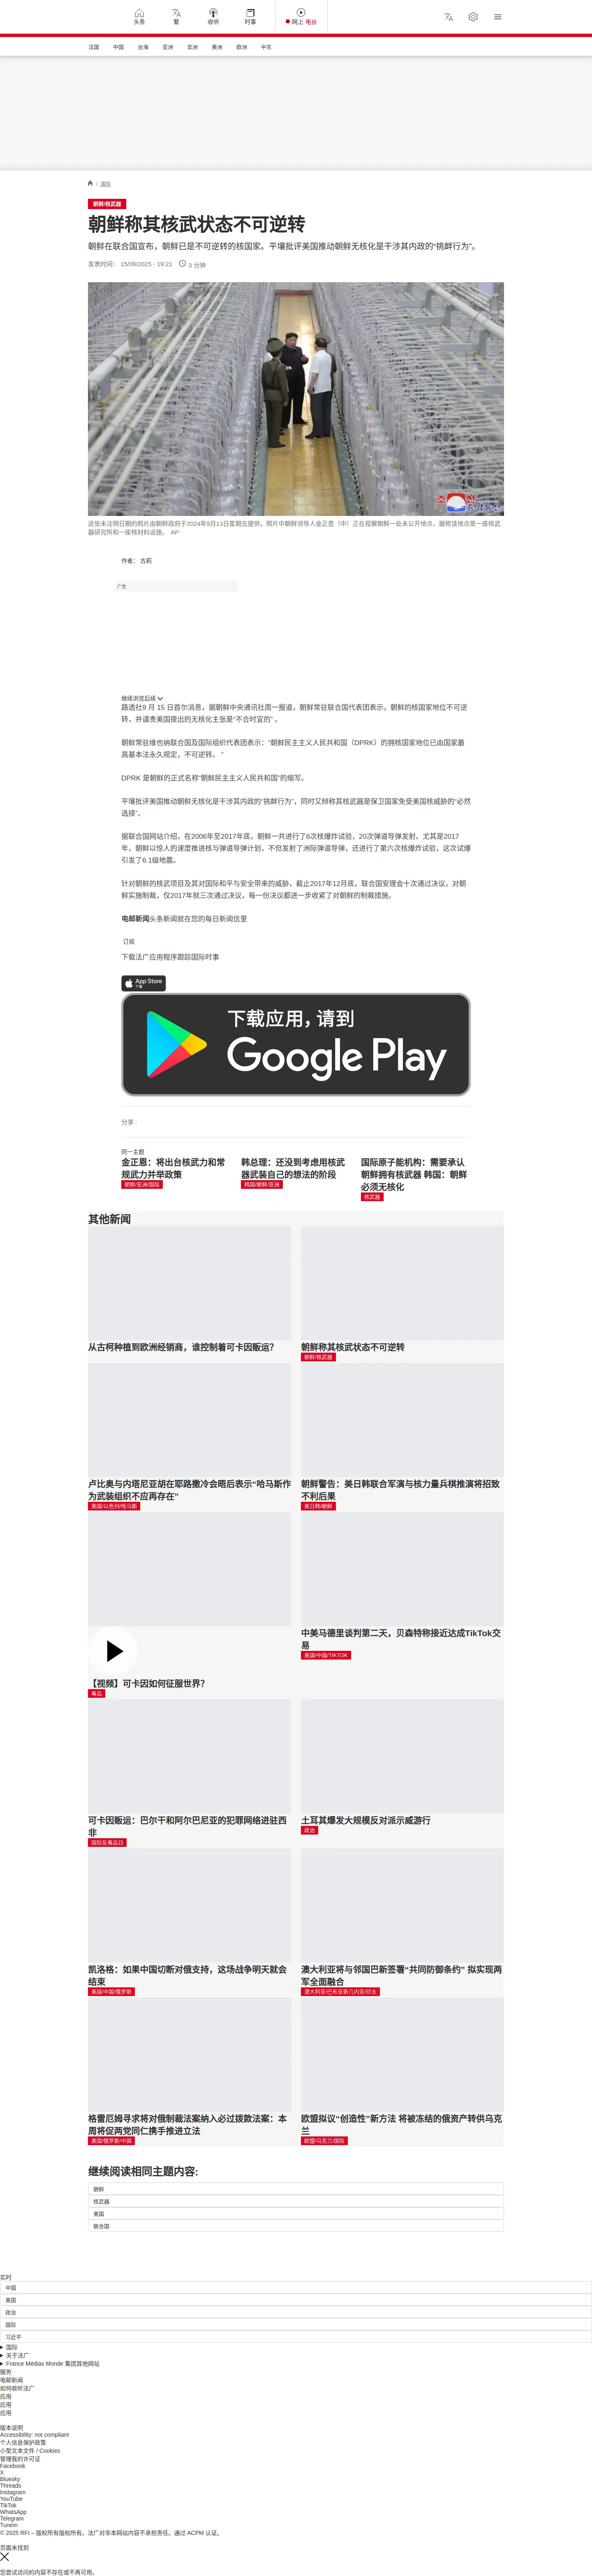 头条
繁
收听
时事
网上 电台
法国 中国 台海 亚洲 非洲 美洲 欧洲 中东
/ 国际
朝鲜/核武器
朝鲜称其核武状态不可逆转
朝鲜在联合国宣布，朝鲜已是不可逆转的核国家。平壤批评美国推动朝鲜无核化是干涉其内政的“挑衅行为”。
发表时间： 15/09/2025 - 19:21 3 分钟
조선
중앙통신
这张未注明日期的照片由朝鲜政府于2024年9月13日星期五提供，照片中朝鲜领导人金正恩（中）正在视察朝鲜一处未公开地点，据称该地点是一座核武
器研究所和一座核材料设施。 AP
作者： 古莉
广告
继续浏览后续
路透社9 月 15 日首尔消息，据朝鲜中央通讯社周一报道，朝鲜常驻联合国代表团表示，朝鲜的核国家地位不可逆
转，并谴责美国提出的无核化主张是“不合时宜的” 。
朝鲜常驻维也纳联合国及国际组织代表团表示：“朝鲜民主主义人民共和国（DPRK）的拥核国家地位已由国家最
高基本法永久规定，不可逆转。 ”
DPRK 是朝鲜的正式名称“朝鲜民主主义人民共和国”的缩写。
平壤批评美国推动朝鲜无核化是干涉其内政的“挑衅行为”，同时又辩称其核武器是保卫国家免受美国核威胁的“必然
选择”。
据联合国网站介绍，在2006年至2017年底，朝鲜一共进行了6次核爆炸试验，20次弹道导弹发射。尤其是2017
年，朝鲜以惊人的速度推进核与弹道导弹计划，不但发射了洲际弹道导弹，还进行了第六次核爆炸试验，这次试爆
引发了6.1级地震。
针对朝鲜的核武项目及其对国际和平与安全带来的威胁，截止2017年12月底，联合国安理会十次通过决议，对朝
鲜实施制裁，仅2017年就三次通过决议，每一份决议都进一步收紧了对朝鲜的制裁措施。
电邮新闻头条新闻就在您的每日新闻信里
订阅
下载法广应用程序跟踪国际时事
App Store
下载
下载应用，请到
Google Play
分享 :
同一主题
金正恩：将出台核武力和常
规武力并举政策
朝鲜/亚洲/国际
韩总理：还没到考虑用核武
器武装自己的想法的阶段
韩国/朝鲜/亚洲
国际原子能机构：需要承认
朝鲜拥有核武器 韩国：朝鲜
必须无核化
核武器
其他新闻
从古柯种植到欧洲经销商，谁控制着可卡因贩运？
朝鲜称其核武状态不可逆转
朝鲜/核武器
卢比奥与内塔尼亚胡在耶路撒冷会晤后表示“哈马斯作
为武装组织不应再存在”
美国/以色列/哈马斯
朝鲜警告：美日韩联合军演与核力量兵棋推演将招致
不利后果
美日韩/朝鲜
【视频】可卡因如何征服世界？
毒品
中美马德里谈判第二天，贝森特称接近达成TikTok交
易
美国/中国/TIKTOK
可卡因贩运：巴尔干和阿尔巴尼亚的犯罪网络进驻西
非
国际反毒品日
土耳其爆发大规模反对派示威游行
政治
凯洛格：如果中国切断对俄支持，这场战争明天就会
结束
美国/中国/俄罗斯
澳大利亚将与邻国巴新签署“共同防御条约” 拟实现两
军全面融合
澳大利亚/巴布亚新几内亚/印太
格雷厄姆寻求将对俄制裁法案纳入必过拨款法案：本
周将促两党同仁携手推进立法
美国/俄罗斯/中国
欧盟拟议“创造性”新方法 将被冻结的俄资产转供乌克
兰
欧盟/乌克兰/国际
继续阅读相同主题内容:
朝鲜
核武器
美国
联合国
实时
中国
美国
政治
国际
习近平
国际
关于法广
France Médias Monde 集团其他网站
服务
电邮新闻
如何收听法广
应用
应用
应用
版本说明
Accessibility: not compliant
个人信息保护政策
小型文本文件 / Cookies
管理我的许可证
Facebook
X
Bluesky
Threads
Instagram
YouTube
TikTok
WhatsApp
Telegram
TuneIn
© 2025 RFI – 版权所有版权所有。法广对非本网站内容不承担责任。通过 ACPM 认证。
页面未找到
您尝试访问的内容不存在或不再可用。